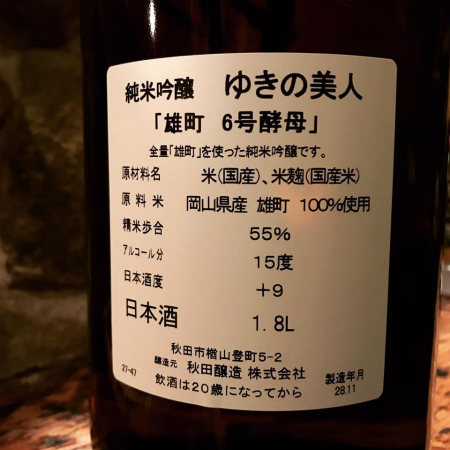 純米吟醸 ゆきの美人
「雄町 6号酵母」
全量「雄町」を使った純米吟醸です。
原材料名 米(国産)、米麹(国産米)
原料米 岡山県産 雄町 100%使用
精米歩合 55%
アルコール分 15度
日本酒度 +9
日本酒 1.8L
秋田市楢山登町5-2
醸造元 秋田醸造 株式会社
27-47
飲酒は20歳になってから
製造年月
28.11